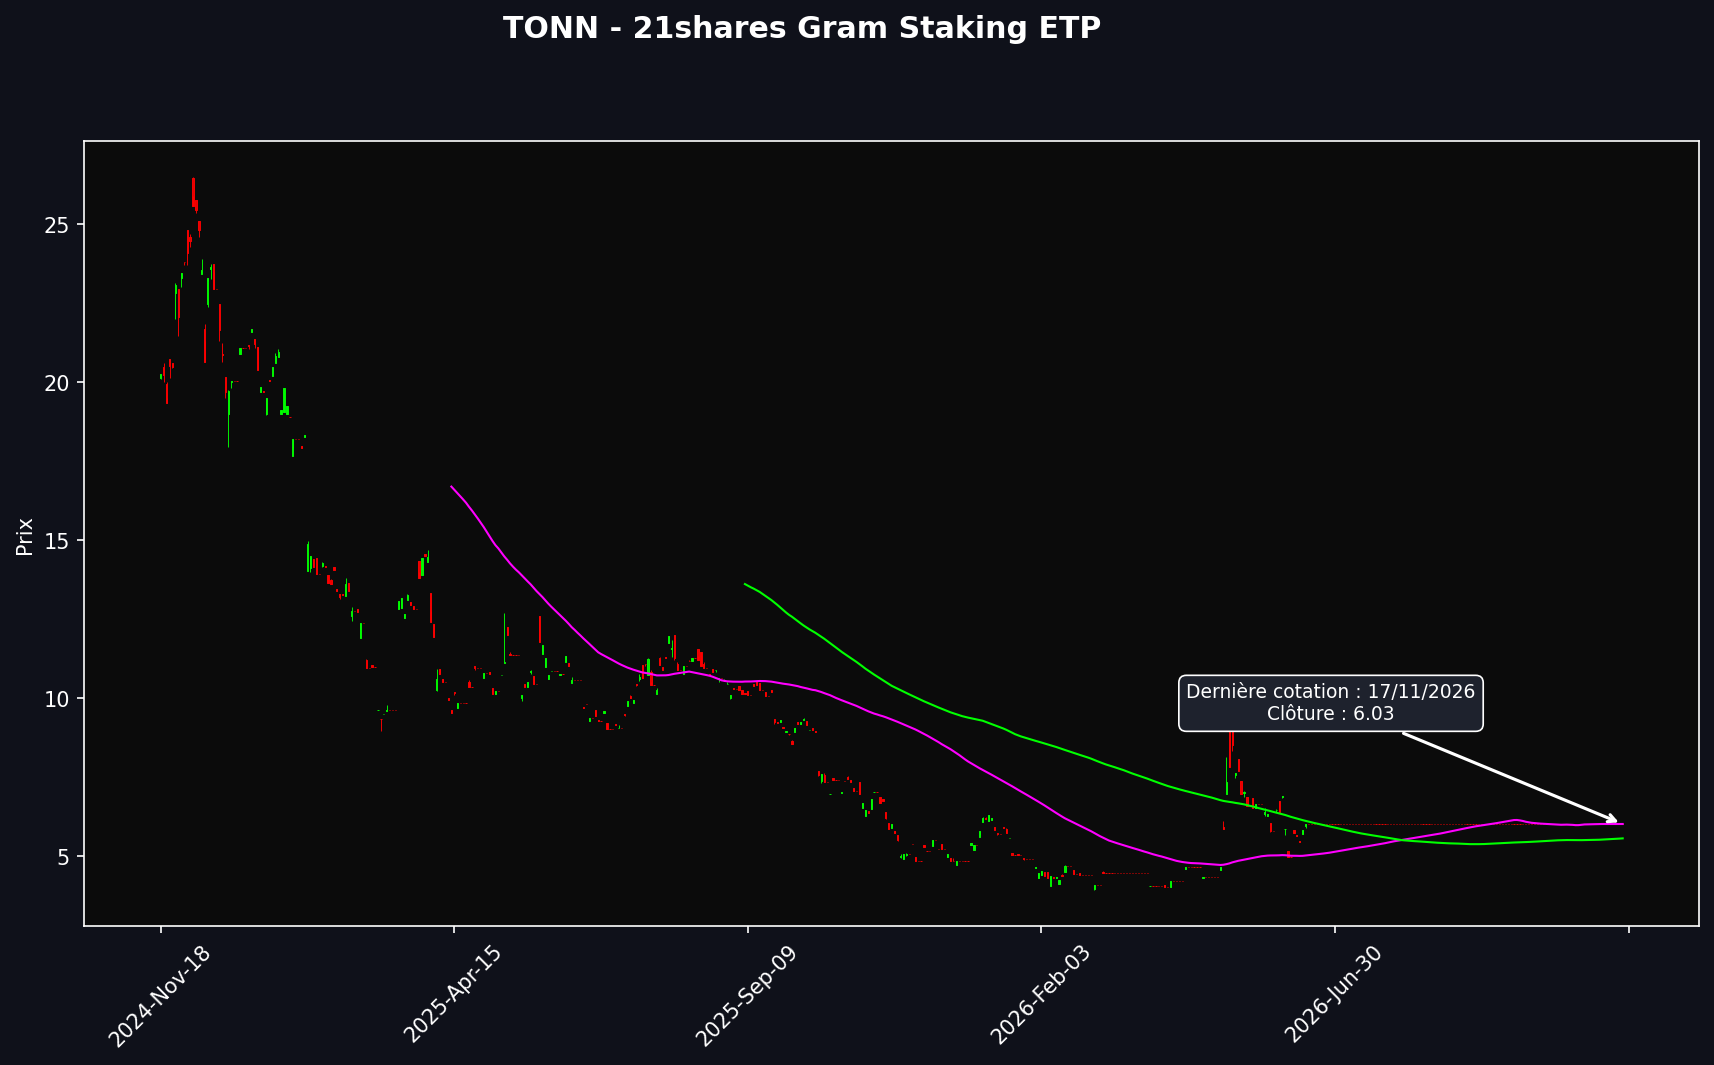 TONN - 21shares Gram Staking ETP
25
20
15
10
5
Prix
Dernière cotation : 17/11/2026
Clôture : 6.03
2024-Nov-18
2025-Apr-15
2025-Sep-09
2026-Feb-03
2026-Jun-30